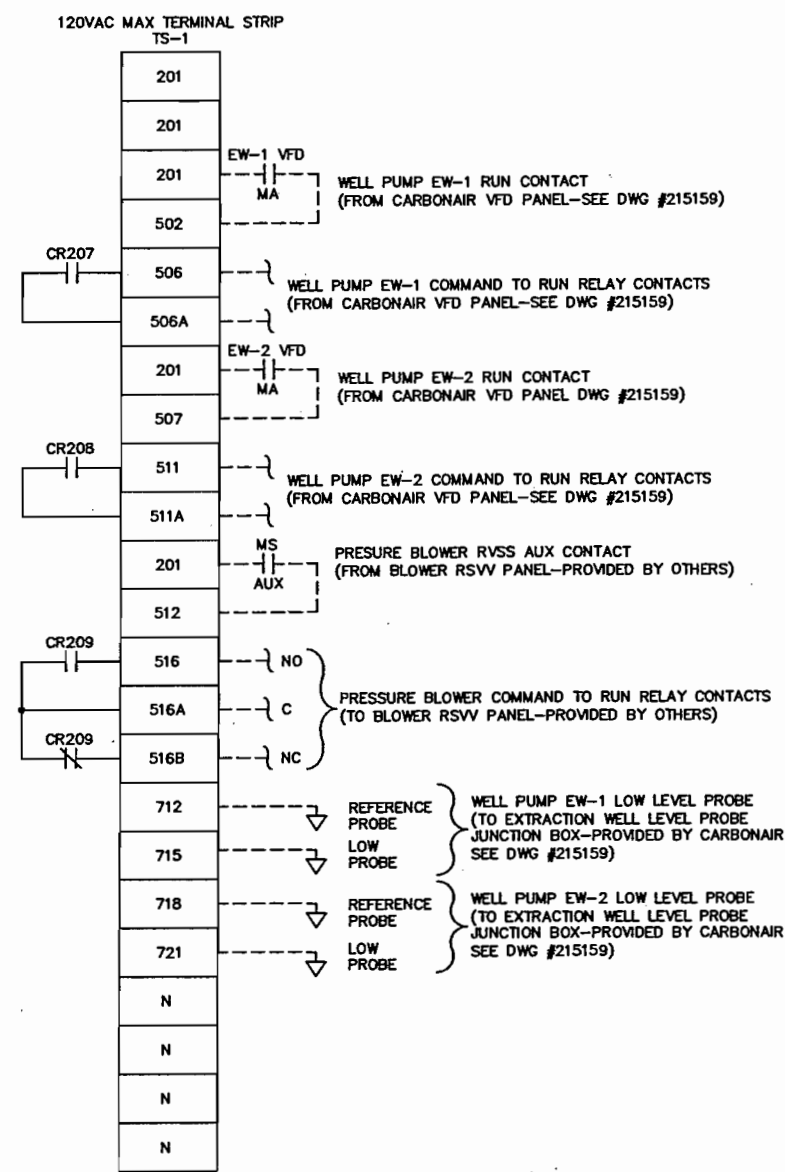 120VAC MAX TERMINAL STRIP
TS-1
201
201
EW-1 VFD
201
MA
WELL PUMP EW-1 RUN CONTACT
(FROM CARBONAIR VFD PANEL-SEE DWG #215159)
502
CR207
506
WELL PUMP EW-1 COMMAND TO RUN RELAY CONTACTS
(FROM CARBONAIR VFD PANEL-SEE DWG #215159)
506A
EW-2 VFD
201
MA
WELL PUMP EW-2 RUN CONTACT
(FROM CARBONAIR VFD PANEL DWG #215159)
507
CR208
511
WELL PUMP EW-2 COMMAND TO RUN RELAY CONTACTS
(FROM CARBONAIR VFD PANEL-SEE DWG #215159)
511A
MS
201
AUX
PRESURE BLOWER RVSS AUX CONTACT
(FROM BLOWER RSVV PANEL-PROVIDED BY OTHERS)
512
CR209
516
NO
516A
C
PRESSURE BLOWER COMMAND TO RUN RELAY CONTACTS
(TO BLOWER RSVV PANEL-PROVIDED BY OTHERS)
CR209
516B
NC
712
REFERENCE
PROBE
715
LOW
PROBE
WELL PUMP EW-1 LOW LEVEL PROBE
(TO EXTRACTION WELL LEVEL PROBE
JUNCTION BOX-PROVIDED BY CARBONAIR
SEE DWG #215159)
718
REFERENCE
PROBE
721
LOW
PROBE
WELL PUMP EW-2 LOW LEVEL PROBE
(TO EXTRACTION WELL LEVEL PROBE
JUNCTION BOX-PROVIDED BY CARBONAIR
SEE DWG #215159)
N
N
N
N